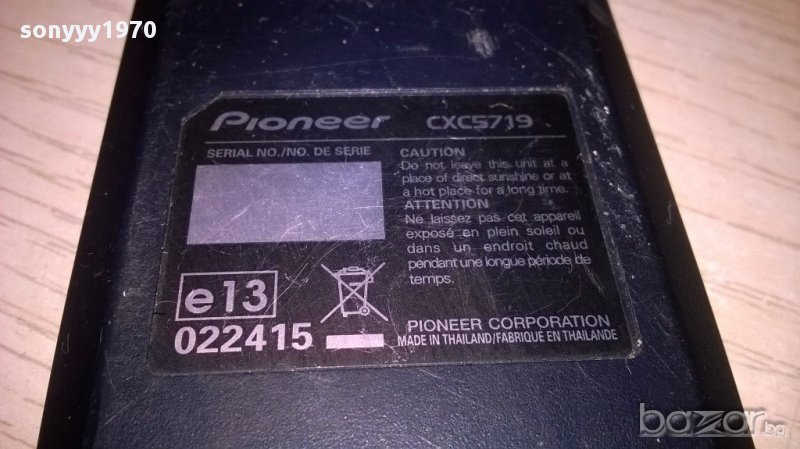 sonyyy1970
Pioneer CXC5719
SERIAL NO./NO. DE SERIE
CAUTION
Do not leave this unit at a
place of direct sunshine or at
a hot place for a long time.
ATTENTION
Ne laissez pas cet appareil
exposé en plein soleil ou
dans un endroit chaud
pendant une longue période de
temps.
e13
022415
PIONEER CORPORATION
MADE IN THAILAND/FABRIQUE EN THAILANDE
bazar.bg